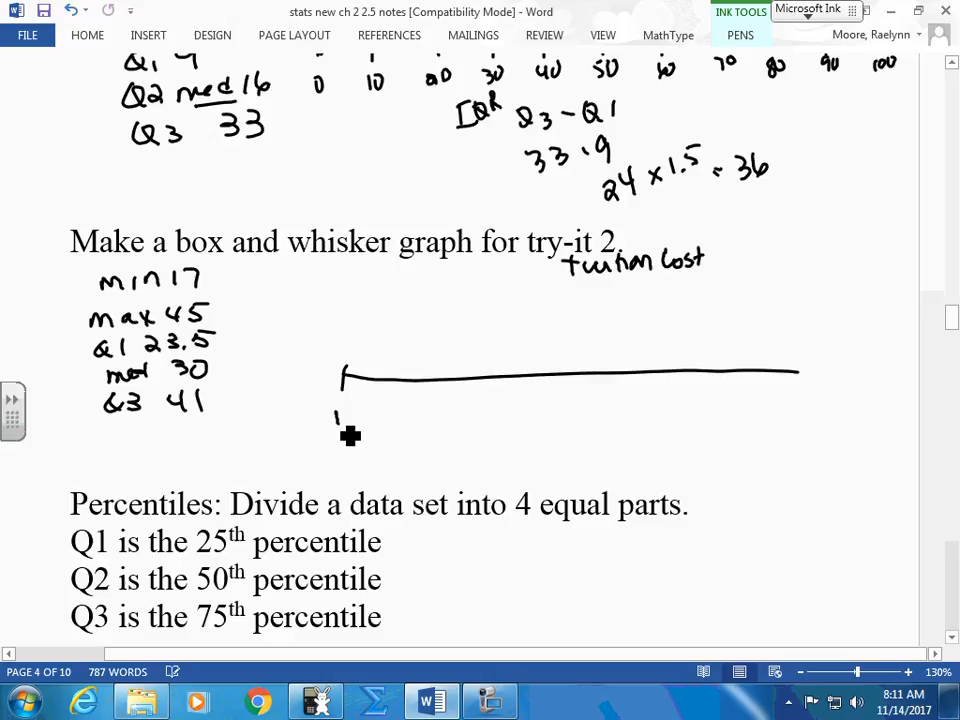 stats new ch 2 2.5 notes [Compatibility Mode] - Word
INK TOOLS
Microsoft Ink
FILE HOME INSERT DESIGN PAGE LAYOUT REFERENCES MAILINGS REVIEW VIEW MathType PENS Moore, Raelynn
Q1 9
Q2 med 16
0 10 20 30 40 50 60 70 80 90 100
Q3 33
IQR Q3 - Q1
33 - 9
24 x 1.5 = 36
Make a box and whisker graph for try-it 2.
tuition cost
min 17
max 45
Q1 23.5
med 30
Q3 41
1
Percentiles: Divide a data set into 4 equal parts.
Q1 is the 25th percentile
Q2 is the 50th percentile
Q3 is the 75th percentile
PAGE 4 OF 10 787 WORDS 130%
8:11 AM
11/14/2017